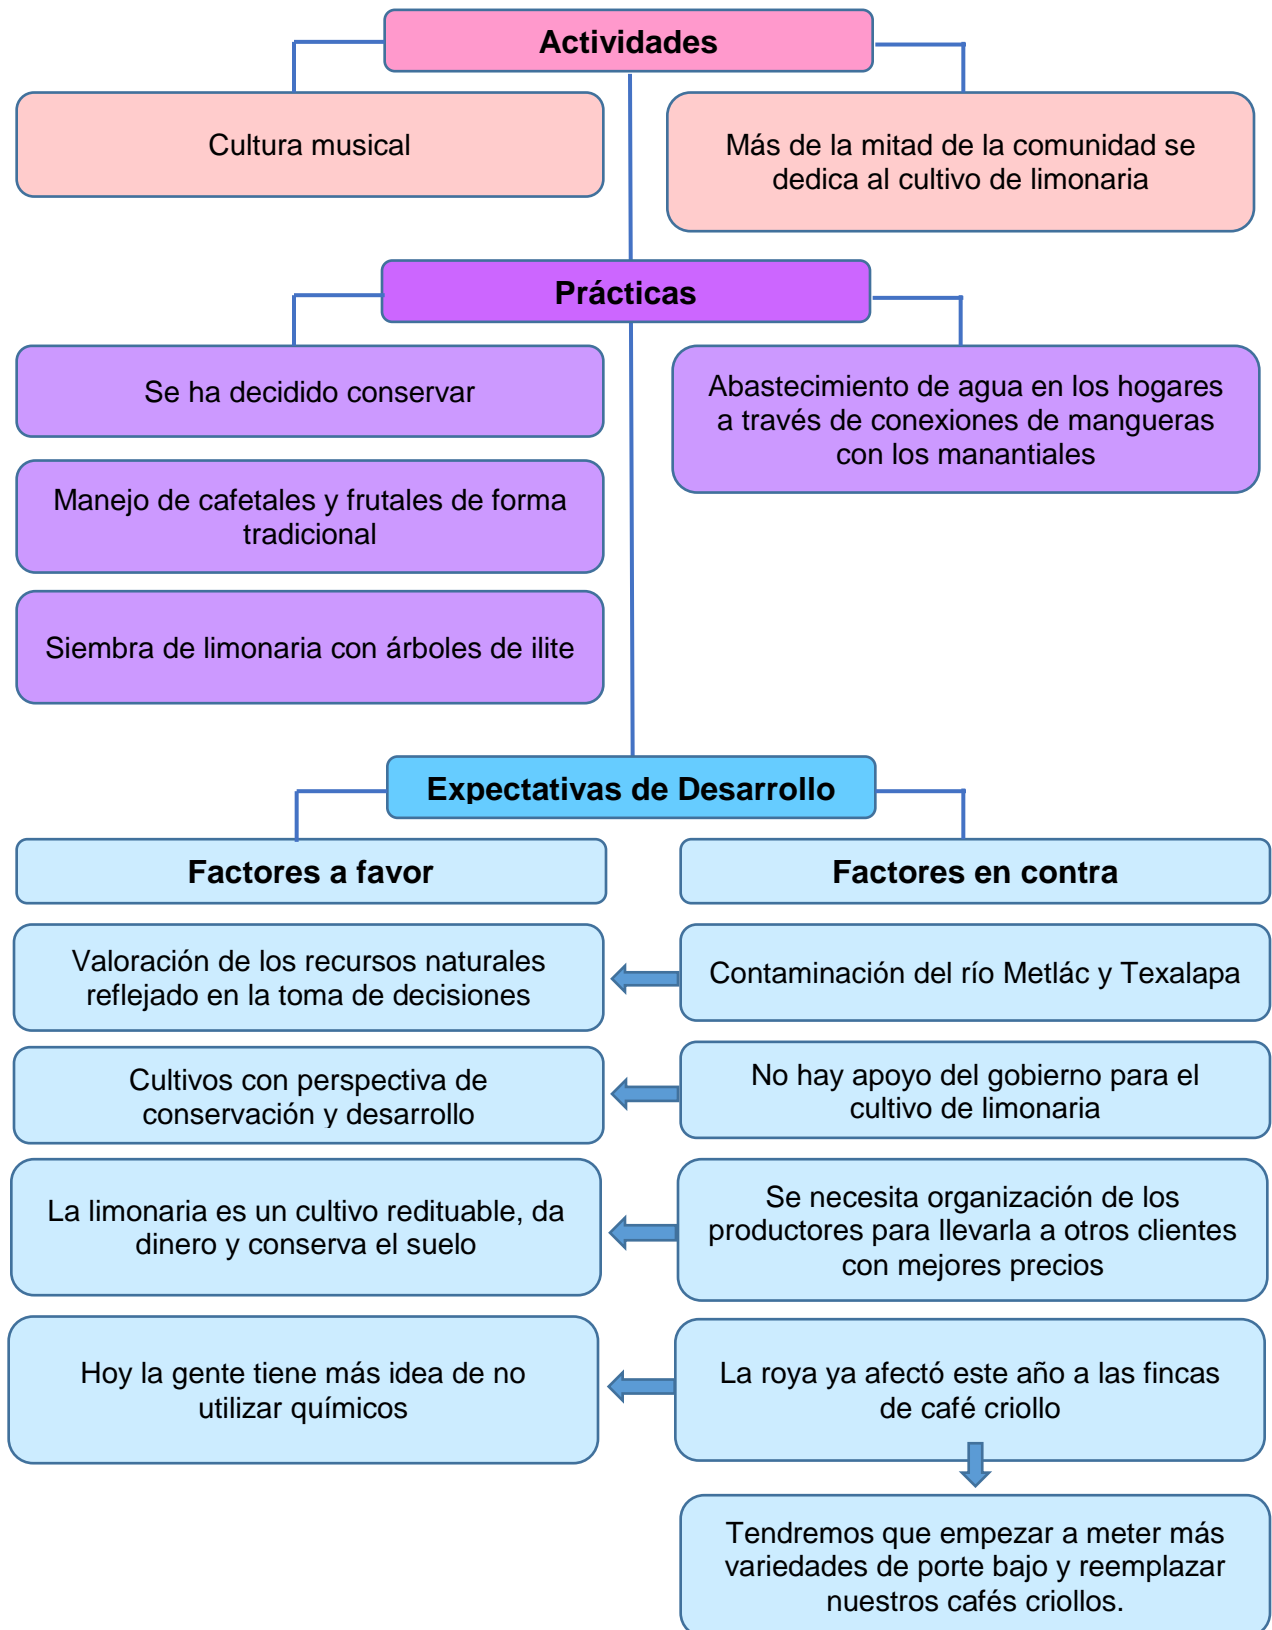 Actividades
Cultura musical
Más de la mitad de la comunidad se
dedica al cultivo de limonaria
Prácticas
Se ha decidido conservar
Abastecimiento de agua en los hogares
a través de conexiones de mangueras
con los manantiales
Manejo de cafetales y frutales de forma
tradicional
Siembra de limonaria con árboles de ilite
Expectativas de Desarrollo
Factores a favor
Factores en contra
Valoración de los recursos naturales
reflejado en la toma de decisiones
Contaminación del río Metlác y Texalapa
Cultivos con perspectiva de
conservación y desarrollo
No hay apoyo del gobierno para el
cultivo de limonaria
La limonaria es un cultivo redituable, da
dinero y conserva el suelo
Se necesita organización de los
productores para llevarla a otros clientes
con mejores precios
Hoy la gente tiene más idea de no
utilizar químicos
La roya ya afectó este año a las fincas
de café criollo
Tendremos que empezar a meter más
variedades de porte bajo y reemplazar
nuestros cafés criollos.